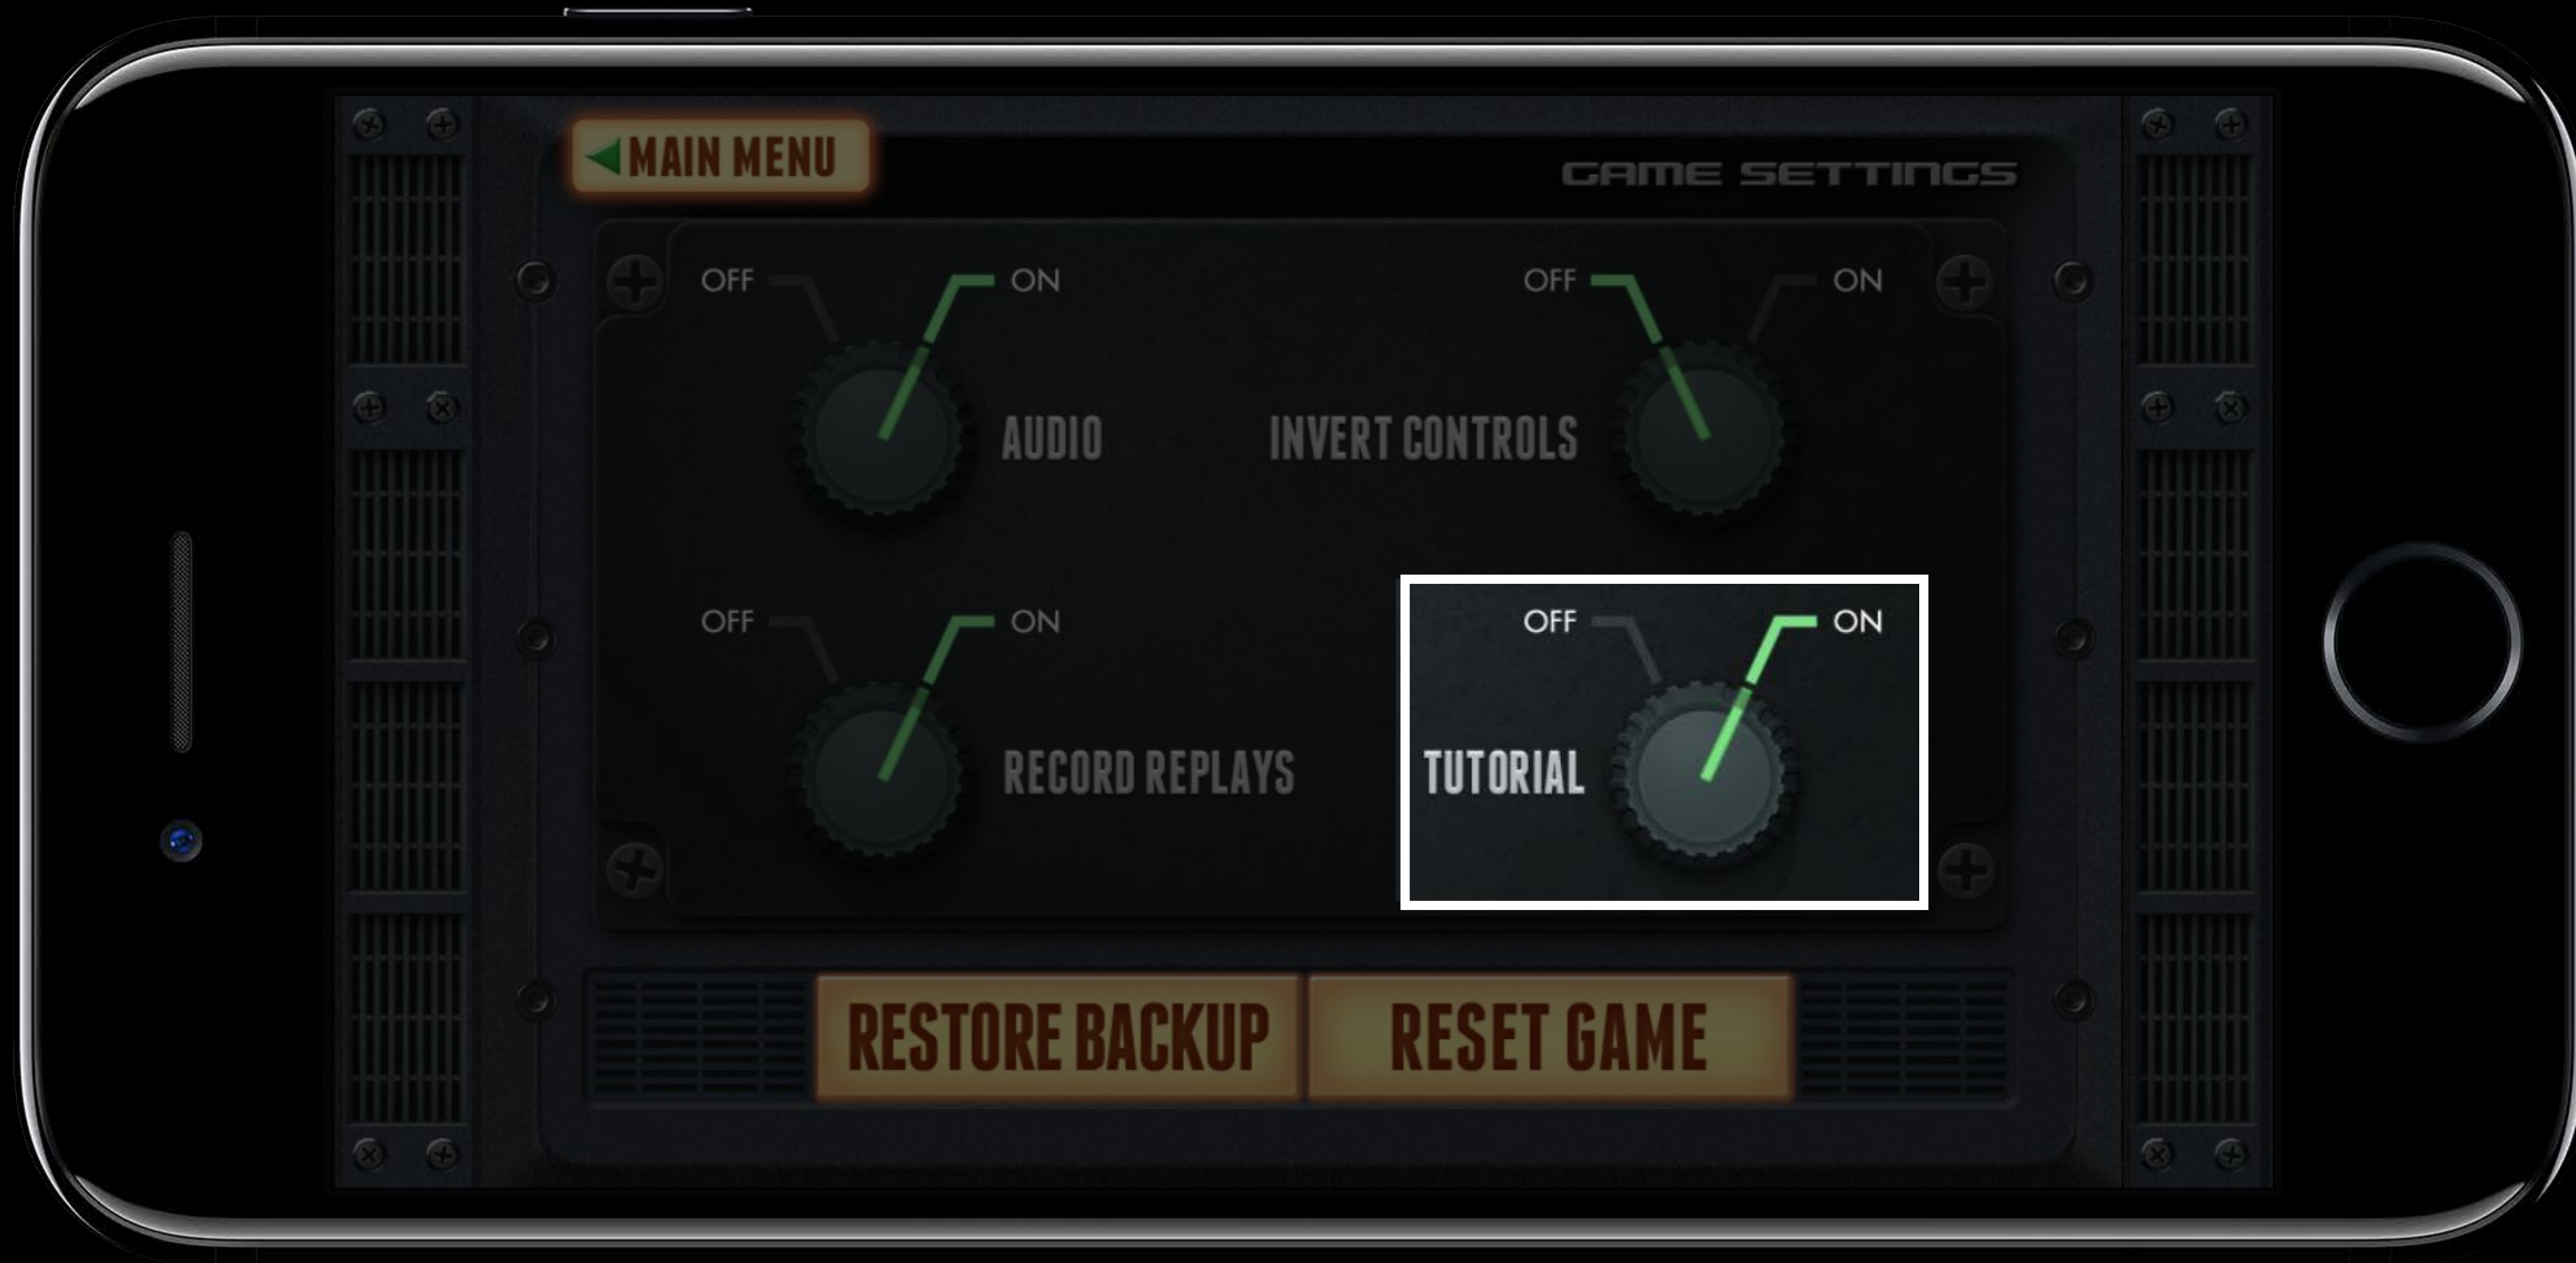 MAIN MENU
GAME SETTINGS
OFF ON
OFF ON
AUDIO
INVERT CONTROLS
OFF ON
OFF ON
RECORD REPLAYS
TUTORIAL
RESTORE BACKUP
RESET GAME